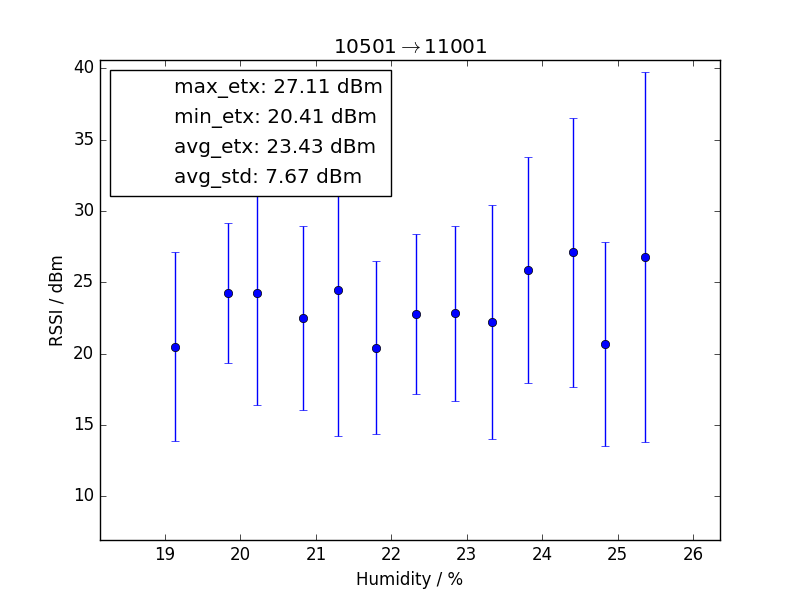 10501→11001
max_etx: 27.11 dBm
min_etx: 20.41 dBm
avg_etx: 23.43 dBm
avg_std: 7.67 dBm
RSSI / dBm
40
35
30
25
20
15
10
19 20 21 22 23 24 25 26
Humidity / %